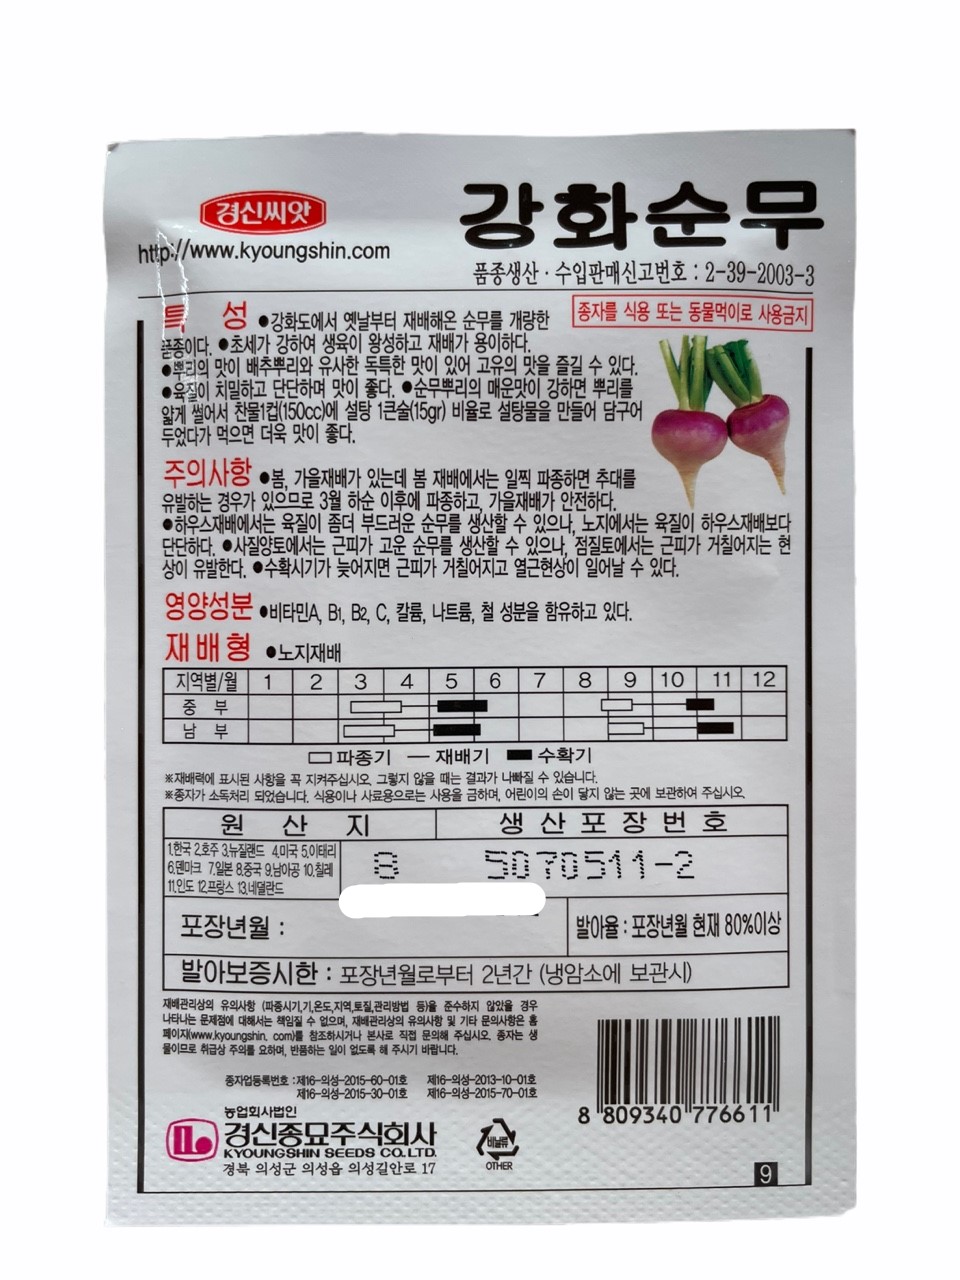 경신씨앗
http://www.kyoungshin.com
강화순무
품종생산·수입판매신고번호 : 2-39-2003-3
종자를 식용 또는 동물먹이로 사용금지
특 성 ●강화도에서 옛날부터 재배해온 순무를 개량한
품종이다. ●초세가 강하여 생육이 왕성하고 재배가 용이하다.
●뿌리의 맛이 배추뿌리와 유사한 독특한 맛이 있어 고유의 맛을 즐길 수 있다.
●육질이 치밀하고 단단하며 맛이 좋다. ●순무뿌리의 매운맛이 강하면 뿌리를
얇게 썰어서 찬물1컵(150cc)에 설탕 1큰술(15gr) 비율로 설탕물을 만들어 담구어
두었다가 먹으면 더욱 맛이 좋다.
주의사항 ●봄, 가을재배가 있는데 봄 재배에서는 일찍 파종하면 추대를
유발하는 경우가 있으므로 3월 하순 이후에 파종하고, 가을재배가 안전하다.
●하우스재배에서는 육질이 좀더 부드러운 순무를 생산할 수 있으나, 노지에서는 육질이 하우스재배보다
단단하다. ●사질양토에서는 근피가 고운 순무를 생산할 수 있으나, 점질토에서는 근피가 거칠어지는 현
상이 유발한다. ●수확시기가 늦어지면 근피가 거칠어지고 열근현상이 일어날 수 있다.
영양성분 ●비타민A, B1, B2, C, 칼륨, 나트륨, 철 성분을 함유하고 있다.
재배형 ●노지재배
지역별/월 1 2 3 4 5 6 7 8 9 10 11 12
중 부
남 부
파종기 재배기 수확기
※재배력에 표시된 사항을 꼭 지켜주십시오. 그렇지 않을 때는 결과가 나빠질 수 있습니다.
※종자가 소독처리 되었습니다. 식용이나 사료용으로는 사용을 금하며, 어린이의 손이 닿지 않는 곳에 보관하여 주십시오.
원 산 지 생산포장번호
1.한국 2.호주 3.뉴질랜드 4.미국 5.이태리
6.덴마크 7.일본 8.중국 9.남아공 10.칠레
11.인도 12.프랑스 13.네덜란드
8 5070511-2
포장년월 :
발아율 : 포장년월 현재 80%이상
발아보증시한 : 포장년월로부터 2년간 (냉암소에 보관시)
재배관리상의 유의사항 (파종시기,기,온도,지역,토질,관리방법 등)을 준수하지 않았을 경우
나타나는 문제점에 대해서는 책임질 수 없으며, 재배관리상의 유의사항 및 기타 문의사항은 홈
페이지(www.kyoungshin. com)를 참조하시거나 본사로 직접 문의해 주십시오. 종자는 생
물이므로 취급상 주의를 요하며, 반품하는 일이 없도록 해 주시기 바랍니다.
종자업등록번호 : 제16-의성-2015-60-01호 제16-의성-2013-10-01호
제16-의성-2015-30-01호 제16-의성-2015-70-01호
농업회사법인
경신종묘주식회사
KYOUNGSHIN SEEDS CO.LTD.
경북 의성군 의성읍 의성길안로 17
비닐류
OTHER
8 809340 776611
9